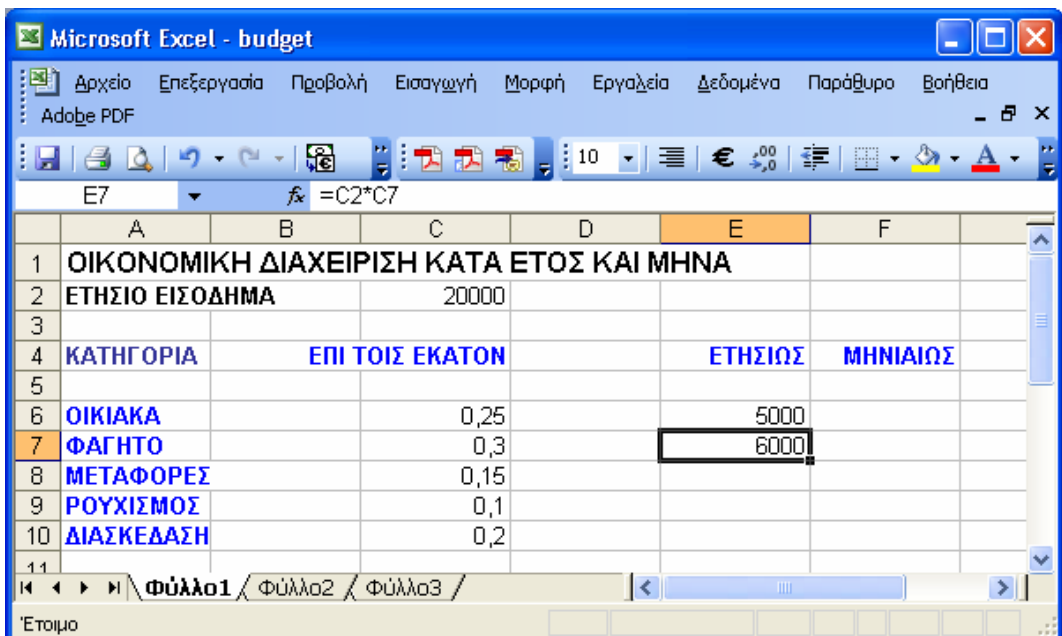 Microsoft Excel - budget
Αρχείο Επεξεργασία Προβολή Εισαγωγή Μορφή Εργαλεία Δεδομένα Παράθυρο Βοήθεια
Adobe PDF
10
E7 fx =C2*C7
A B C D E F
1 ΟΙΚΟΝΟΜΙΚΗ ΔΙΑΧΕΙΡΙΣΗ ΚΑΤΑ ΕΤΟΣ ΚΑΙ ΜΗΝΑ
2 ΕΤΗΣΙΟ ΕΙΣΟΔΗΜΑ 20000
3
4 ΚΑΤΗΓΟΡΙΑ ΕΠΙ ΤΟΙΣ ΕΚΑΤΟΝ ΕΤΗΣΙΩΣ ΜΗΝΙΑΙΩΣ
5
6 ΟΙΚΙΑΚΑ 0,25 5000
7 ΦΑΓΗΤΟ 0,3 6000
8 ΜΕΤΑΦΟΡΕΣ 0,15
9 ΡΟΥΧΙΣΜΟΣ 0,1
10 ΔΙΑΣΚΕΔΑΣΗ 0,2
11
Φύλλο1 Φύλλο2 Φύλλο3
Έτοιμο